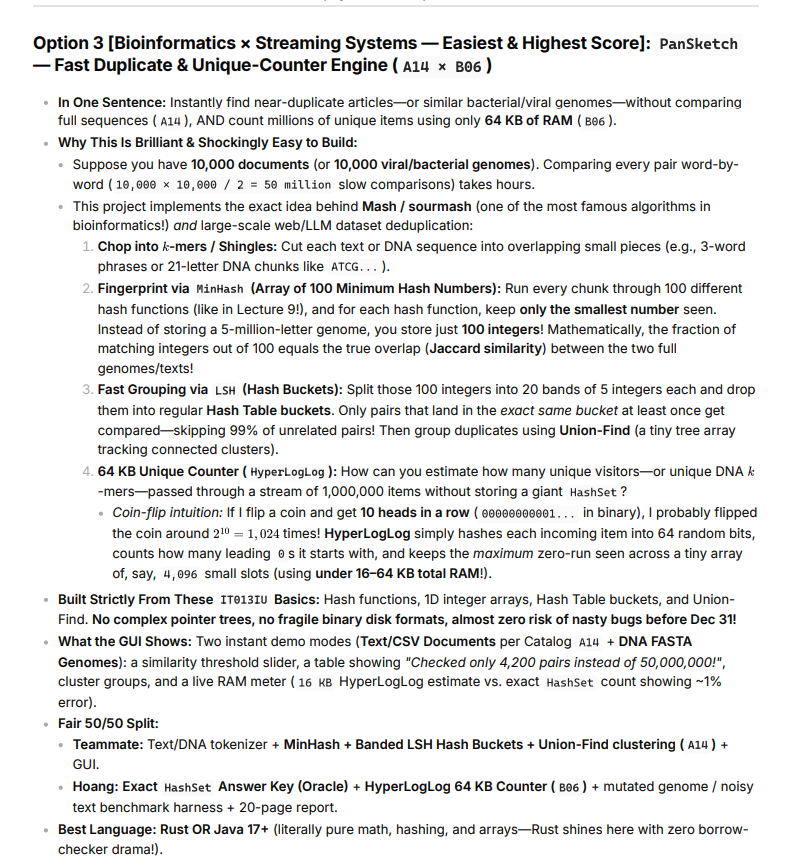 Option 3 [Bioinformatics × Streaming Systems — Easiest & Highest Score]: PanSketch
— Fast Duplicate & Unique-Counter Engine ( A14 × B06 )
• In One Sentence: Instantly find near-duplicate articles—or similar bacterial/viral genomes—without comparing
full sequences ( A14 ), AND count millions of unique items using only 64 KB of RAM ( B06 ).
• Why This Is Brilliant & Shockingly Easy to Build:
• Suppose you have 10,000 documents (or 10,000 viral/bacterial genomes). Comparing every pair word-by-
word ( 10,000 × 10,000 / 2 = 50 million slow comparisons) takes hours.
• This project implements the exact idea behind Mash / sourmash (one of the most famous algorithms in
bioinformatics!) and large-scale web/LLM dataset deduplication:
1. Chop into k-mers / Shingles: Cut each text or DNA sequence into overlapping small pieces (e.g., 3-word
phrases or 21-letter DNA chunks like ATCG... ).
2. Fingerprint via MinHash (Array of 100 Minimum Hash Numbers): Run every chunk through 100 different
hash functions (like in Lecture 9!), and for each hash function, keep only the smallest number seen.
Instead of storing a 5-million-letter genome, you store just 100 integers! Mathematically, the fraction of
matching integers out of 100 equals the true overlap (Jaccard similarity) between the two full
genomes/texts!
3. Fast Grouping via LSH (Hash Buckets): Split those 100 integers into 20 bands of 5 integers each and drop
them into regular Hash Table buckets. Only pairs that land in the exact same bucket at least once get
compared—skipping 99% of unrelated pairs! Then group duplicates using Union-Find (a tiny tree array
tracking connected clusters).
4. 64 KB Unique Counter ( HyperLogLog ): How can you estimate how many unique visitors—or unique DNA k
-mers—passed through a stream of 1,000,000 items without storing a giant HashSet ?
• Coin-flip intuition: If I flip a coin and get 10 heads in a row ( 00000000001... in binary), I probably flipped
the coin around 2^10 = 1,024 times! HyperLogLog simply hashes each incoming item into 64 random bits,
counts how many leading 0 s it starts with, and keeps the maximum zero-run seen across a tiny array
of, say, 4,096 small slots (using under 16–64 KB total RAM!).
• Built Strictly From These IT013IU Basics: Hash functions, 1D integer arrays, Hash Table buckets, and Union-
Find. No complex pointer trees, no fragile binary disk formats, almost zero risk of nasty bugs before Dec 31!
• What the GUI Shows: Two instant demo modes (Text/CSV Documents per Catalog A14 + DNA FASTA
Genomes): a similarity threshold slider, a table showing "Checked only 4,200 pairs instead of 50,000,000!",
cluster groups, and a live RAM meter ( 16 KB HyperLogLog estimate vs. exact HashSet count showing ~1%
error).
• Fair 50/50 Split:
• Teammate: Text/DNA tokenizer + MinHash + Banded LSH Hash Buckets + Union-Find clustering ( A14 ) +
GUI.
• Hoang: Exact HashSet Answer Key (Oracle) + HyperLogLog 64 KB Counter ( B06 ) + mutated genome / noisy
text benchmark harness + 20-page report.
• Best Language: Rust OR Java 17+ (literally pure math, hashing, and arrays—Rust shines here with zero borrow-
checker drama!).